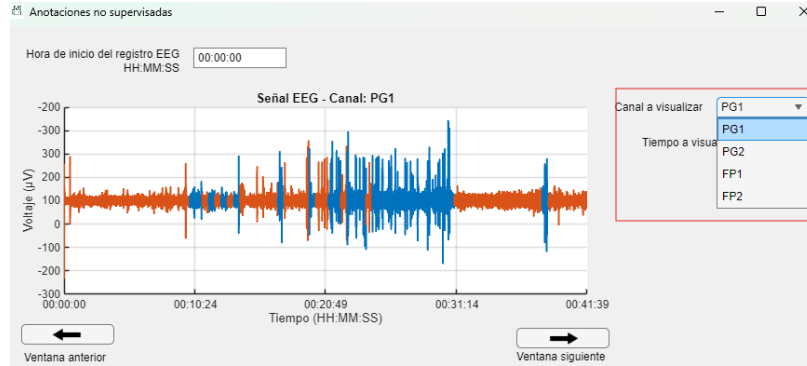 Anotaciones no supervisadas
Hora de inicio del registro EEG
HH:MM:SS
00:00:00
Señal EEG - Canal: PG1
Canal a visualizar
PG1
PG1
PG2
FP1
FP2
Tiempo a visua
Voltaje (µV)
-200
-300
300
200
100
0
-100
-200
-300
00:00:00
00:10:24
00:20:49
00:31:14
00:41:39
Tiempo (HH:MM:SS)
Ventana anterior
Ventana siguiente